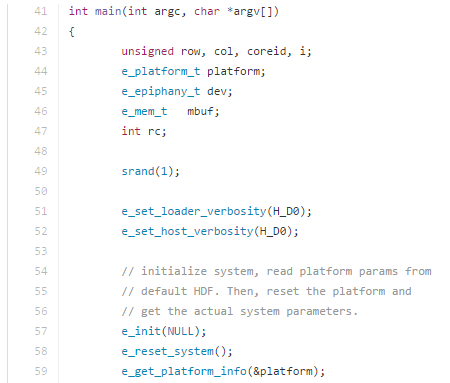 41 int main(int argc, char *argv[])
42 {
43 unsigned row, col, coreid, i;
44 e_platform_t platform;
45 e_epiphany_t dev;
46 e_mem_t   mbuf;
47 int rc;
48
49 srand(1);
50
51 e_set_loader_verbosity(H_D0);
52 e_set_host_verbosity(H_D0);
53
54 // initialize system, read platform params from
55 // default HDF. Then, reset the platform and
56 // get the actual system parameters.
57 e_init(NULL);
58 e_reset_system();
59 e_get_platform_info(&platform);